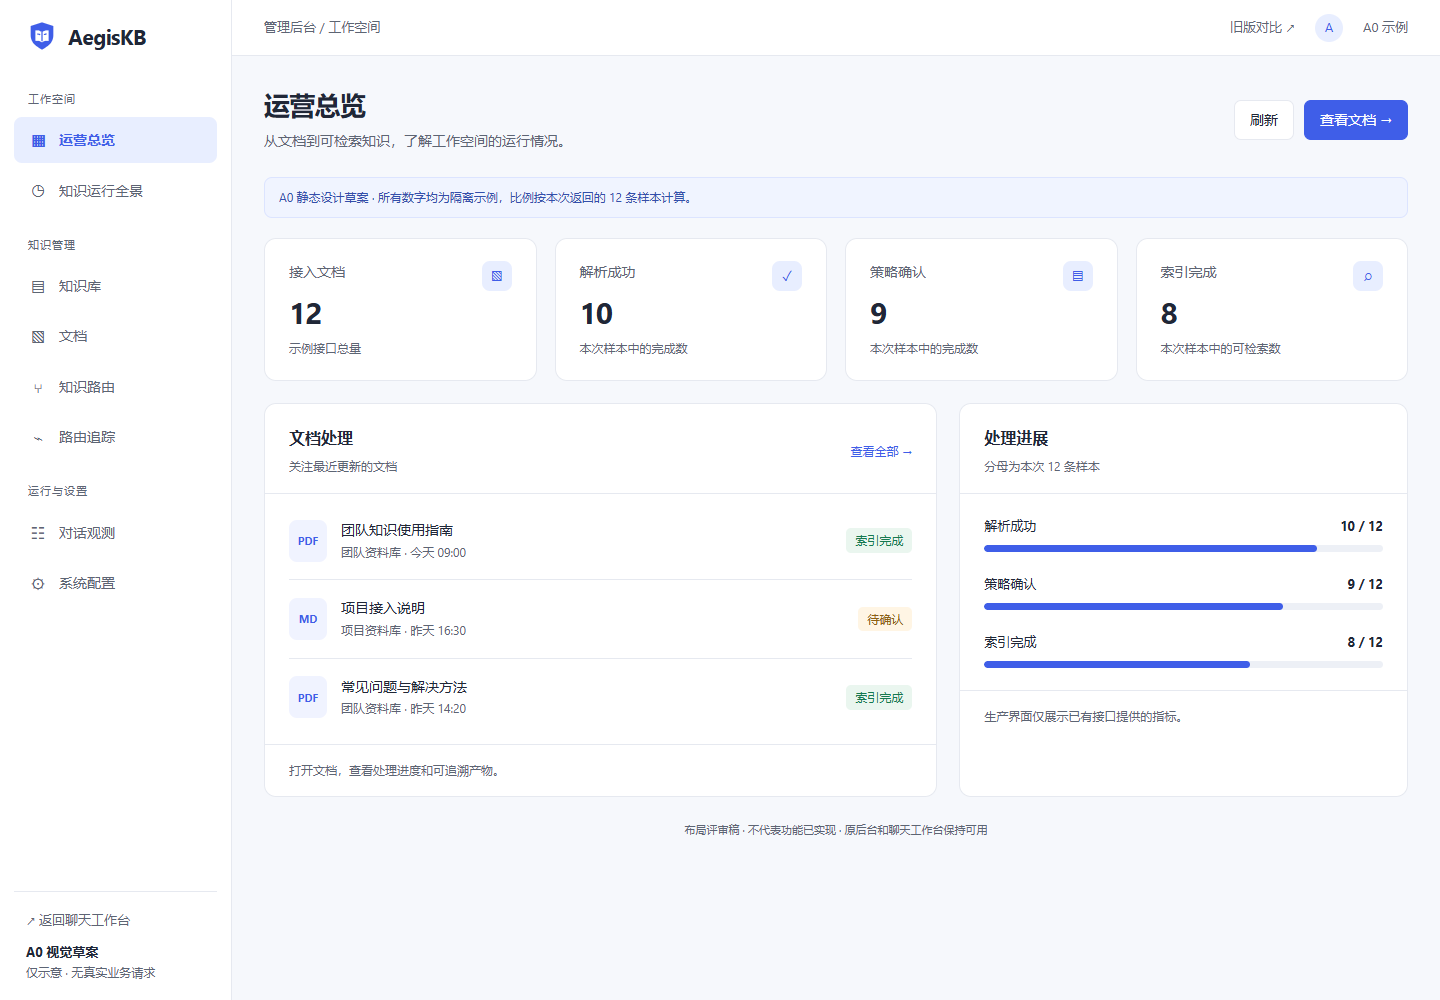 AegisKB
工作空间
运营总览
知识运行全景
知识管理
知识库
文档
知识路由
路由追踪
运行与设置
对话观测
系统配置
↗ 返回聊天工作台
A0 视觉草案
仅示意 · 无真实业务请求
管理后台 / 工作空间
旧版对比 ↗
A
A0 示例
运营总览
从文档到可检索知识，了解工作空间的运行情况。
刷新
查看文档 →
A0 静态设计草案 · 所有数字均为隔离示例，比例按本次返回的 12 条样本计算。
接入文档
12
示例接口总量
解析成功
✓
10
本次样本中的完成数
策略确认
9
本次样本中的完成数
索引完成
8
本次样本中的可检索数
文档处理
关注最近更新的文档
查看全部 →
PDF
团队知识使用指南
团队资料库 · 今天 09:00
索引完成
MD
项目接入说明
项目资料库 · 昨天 16:30
待确认
PDF
常见问题与解决方法
团队资料库 · 昨天 14:20
索引完成
打开文档，查看处理进度和可追溯产物。
处理进展
分母为本次 12 条样本
解析成功 10 / 12
策略确认 9 / 12
索引完成 8 / 12
生产界面仅展示已有接口提供的指标。
布局评审稿 · 不代表功能已实现 · 原后台和聊天工作台保持可用